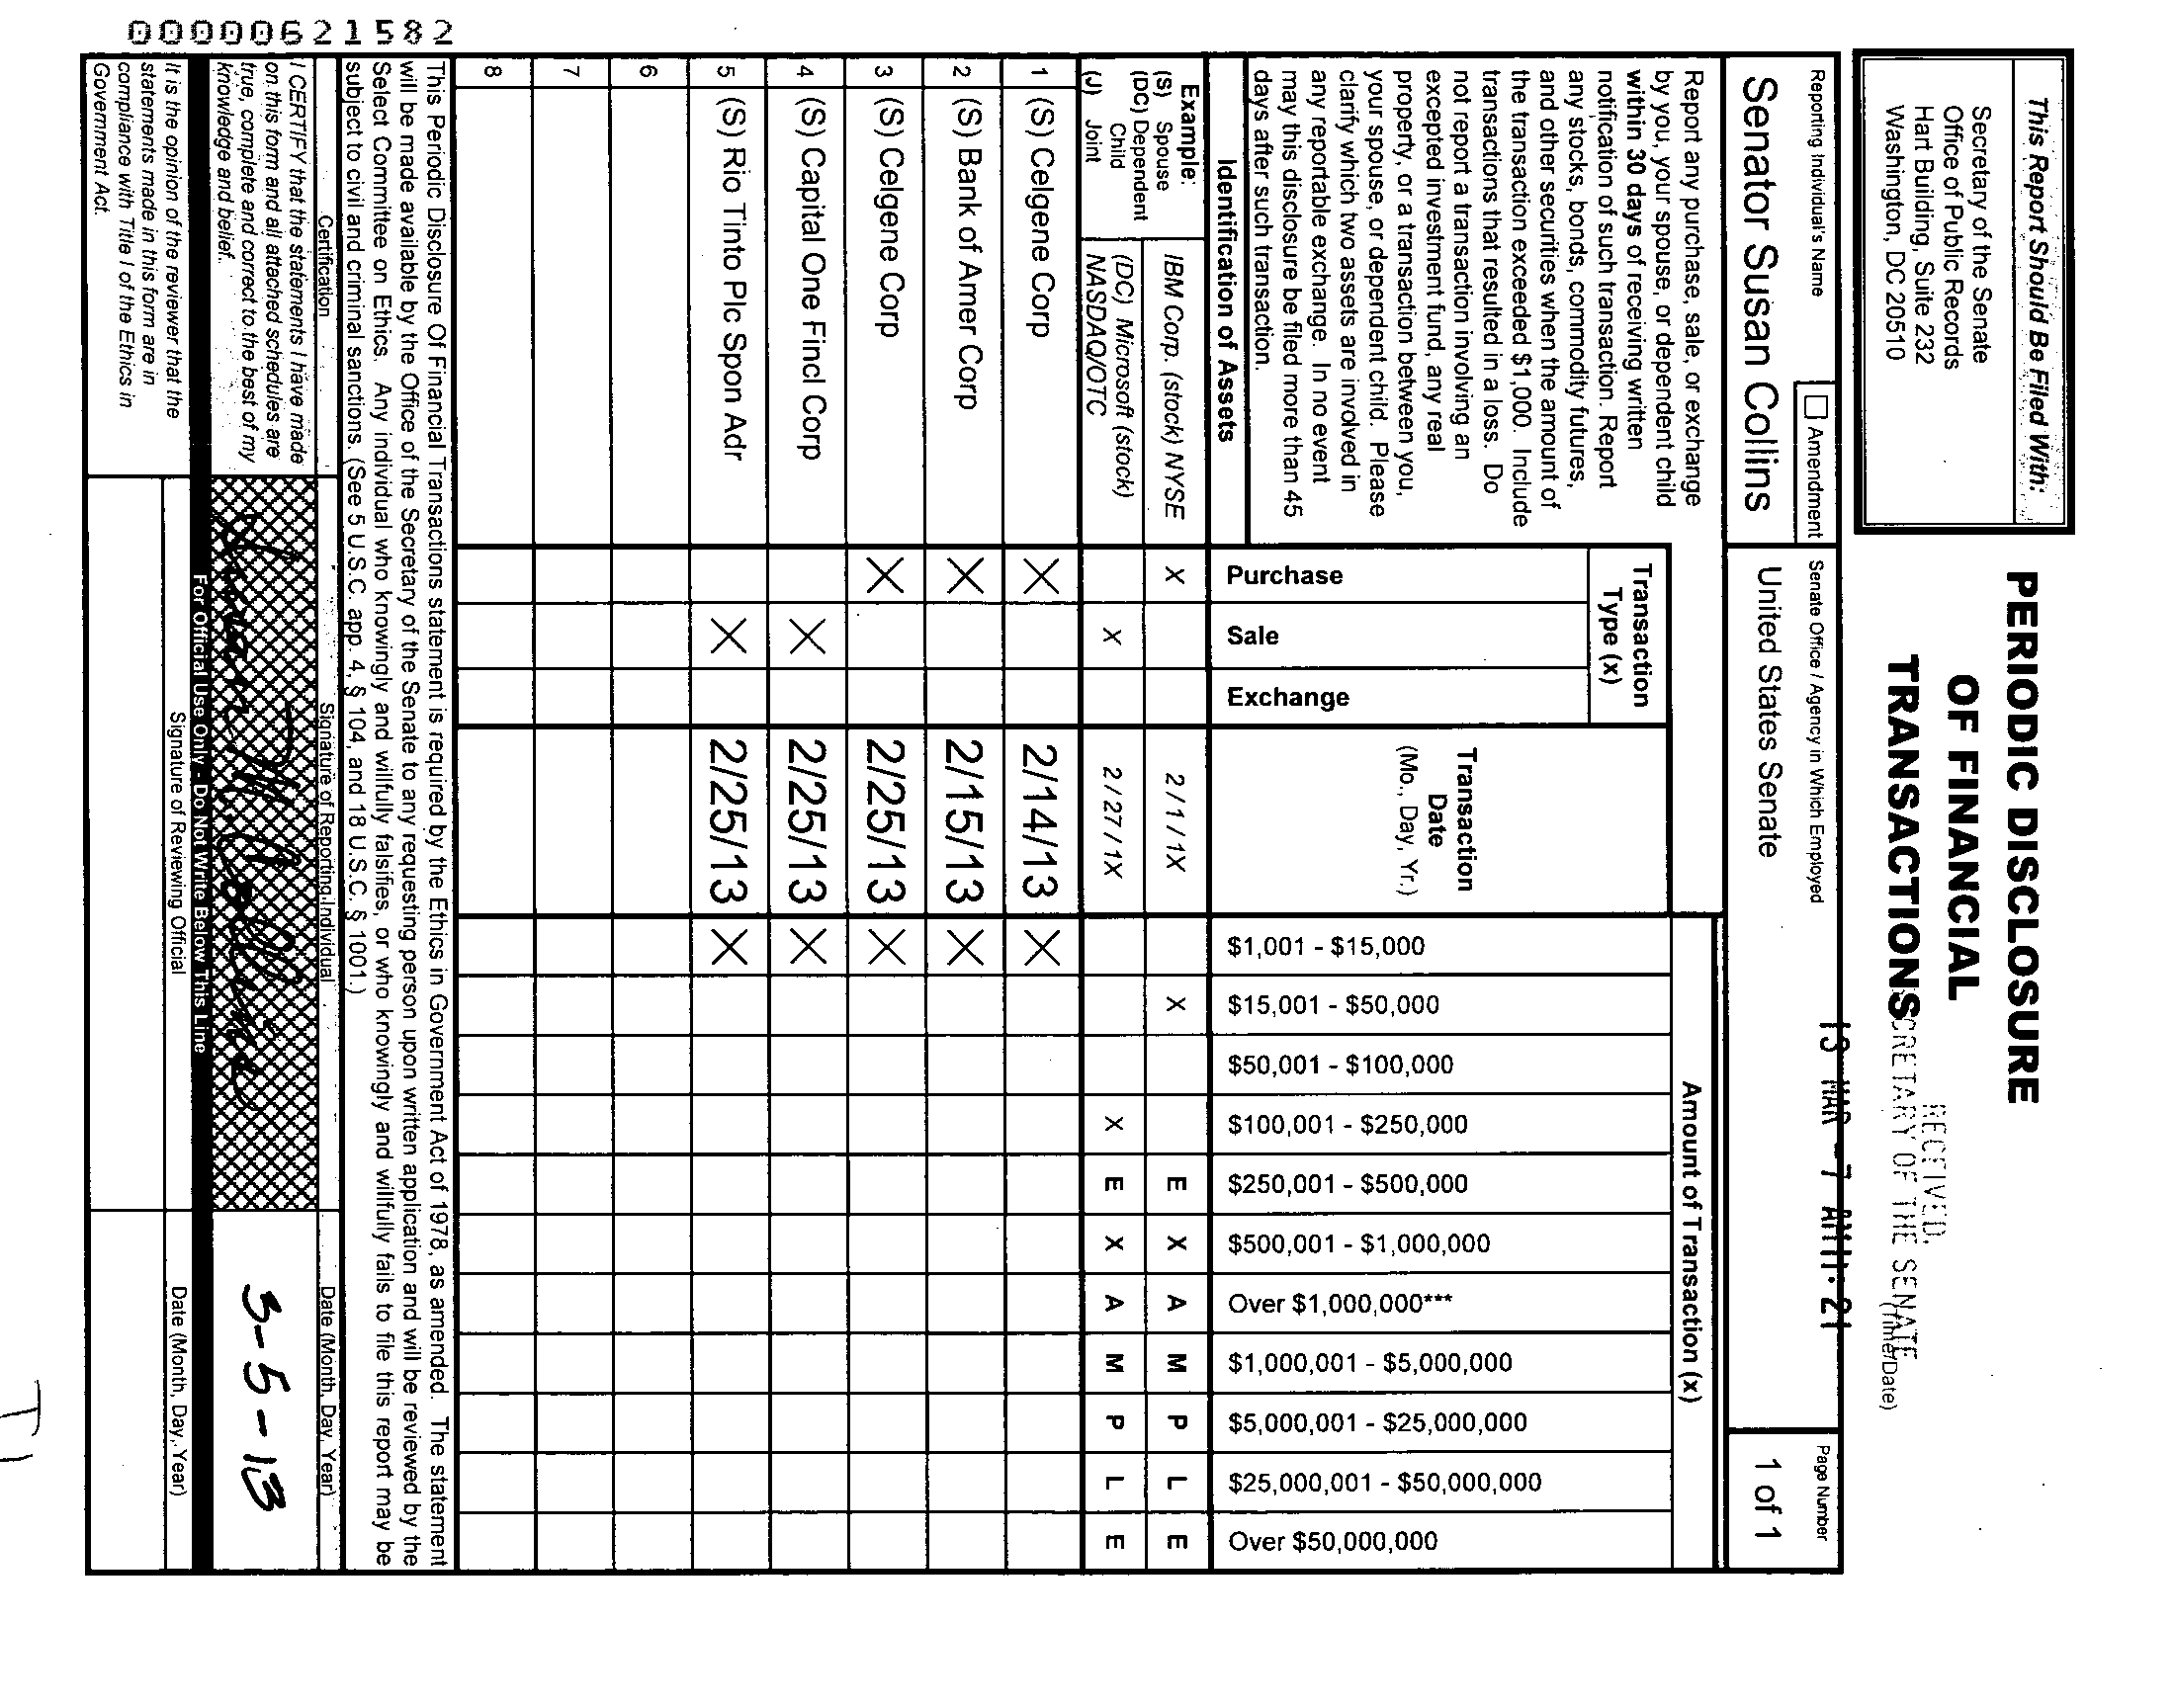 0000621582
This Report Should Be Filed With:
Secretary of the Senate
Office of Public Records
Hart Building, Suite 232
Washington, DC 20510
PERIODIC DISCLOSURE
OF FINANCIAL
TRANSACTIONS
RECEIVED
SECRETARY OF THE SENATE
(Time/Date)
13 MAR -7 AM 11:21
Reporting Individual's Name
Amendment
Senate Office / Agency in Which Employed
Page Number
Senator Susan Collins
United States Senate
1 of 1
Report any purchase, sale, or exchange
by you, your spouse, or dependent child
within 30 days of receiving written
notification of such transaction. Report
any stocks, bonds, commodity futures,
and other securities when the amount of
the transaction exceeded $1,000. Include
transactions that resulted in a loss. Do
not report a transaction involving an
excepted investment fund, any real
property, or a transaction between you,
your spouse, or dependent child. Please
clarify which two assets are involved in
any reportable exchange. In no event
may this disclosure be filed more than 45
days after such transaction.
Transaction
Type (x)
Transaction
Date
(Mo., Day, Yr.)
Amount of Transaction (x)
Identification of Assets
Purchase
Sale
Exchange
$1,001 - $15,000
$15,001 - $50,000
$50,001 - $100,000
$100,001 - $250,000
$250,001 - $500,000
$500,001 - $1,000,000
Over $1,000,000***
$1,000,001 - $5,000,000
$5,000,001 - $25,000,000
$25,000,001 - $50,000,000
Over $50,000,000
Example:
(S) Spouse
(DC) Dependent
Child
(J) Joint
IBM Corp. (stock) NYSE X 2/1/1X X E X A M P L E
(DC) Microsoft (stock)
NASDAQ/OTC X 2/27/1X X E X A M P L E
1 (S) Celgene Corp X 2/14/13 X
2 (S) Bank of Amer Corp X 2/15/13 X
3 (S) Celgene Corp X 2/25/13 X
4 (S) Capital One Fincl Corp X 2/25/13 X
5 (S) Rio Tinto Plc Spon Adr X 2/25/13 X
6
7
8
This Periodic Disclosure Of Financial Transactions statement is required by the Ethics in Government Act of 1978, as amended. The statement
will be made available by the Office of the Secretary of the Senate to any requesting person upon written application and will be reviewed by the
Select Committee on Ethics. Any individual who knowingly and willfully falsifies, or who knowingly and willfully fails to file this report may be
subject to civil and criminal sanctions. (See 5 U.S.C. app. 4, § 104, and 18 U.S.C. § 1001.)
Certification
Signature of Reporting Individual
Date (Month, Day, Year)
I CERTIFY that the statements I have made
on this form and all attached schedules are
true, complete and correct to the best of my
knowledge and belief.
3-5-13
For Official Use Only - Do Not Write Below This Line
It is the opinion of the reviewer that the
statements made in this form are in
compliance with Title I of the Ethics in
Government Act.
Signature of Reviewing Official
Date (Month, Day, Year)